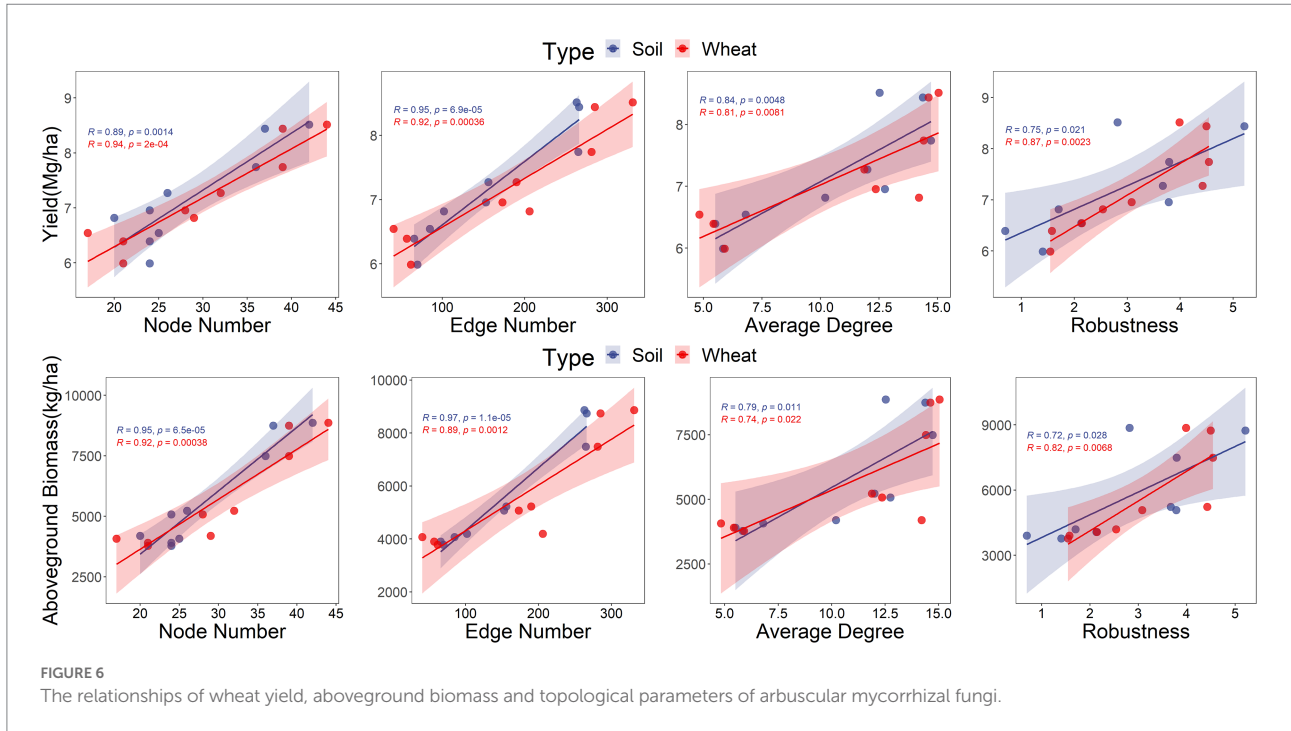 Type Soil Wheat
Yield(Mg/ha)
9
8
7
6
R = 0.89, p = 0.0014
R = 0.94, p = 2e-04
20 25 30 35 40 45
Node Number
8
7
6
R = 0.95, p = 6.9e-05
R = 0.92, p = 0.00036
100 200 300
Edge Number
8
7
6
R = 0.84, p = 0.0048
R = 0.81, p = 0.0081
5.0 7.5 10.0 12.5 15.0
Average Degree
9
8
7
6
R = 0.75, p = 0.021
R = 0.87, p = 0.0023
1 2 3 4 5
Robustness
Type Soil Wheat
Aboveground Biomass(kg/ha)
10000
7500
5000
2500
R = 0.95, p = 6.5e-05
R = 0.92, p = 0.00038
20 25 30 35 40 45
Node Number
10000
8000
6000
4000
2000
R = 0.97, p = 1.1e-05
R = 0.89, p = 0.0012
100 200 300
Edge Number
7500
5000
2500
R = 0.79, p = 0.011
R = 0.74, p = 0.022
5.0 7.5 10.0 12.5 15.0
Average Degree
9000
6000
3000
R = 0.72, p = 0.028
R = 0.82, p = 0.0068
1 2 3 4 5
Robustness
FIGURE 6
The relationships of wheat yield, aboveground biomass and topological parameters of arbuscular mycorrhizal fungi.